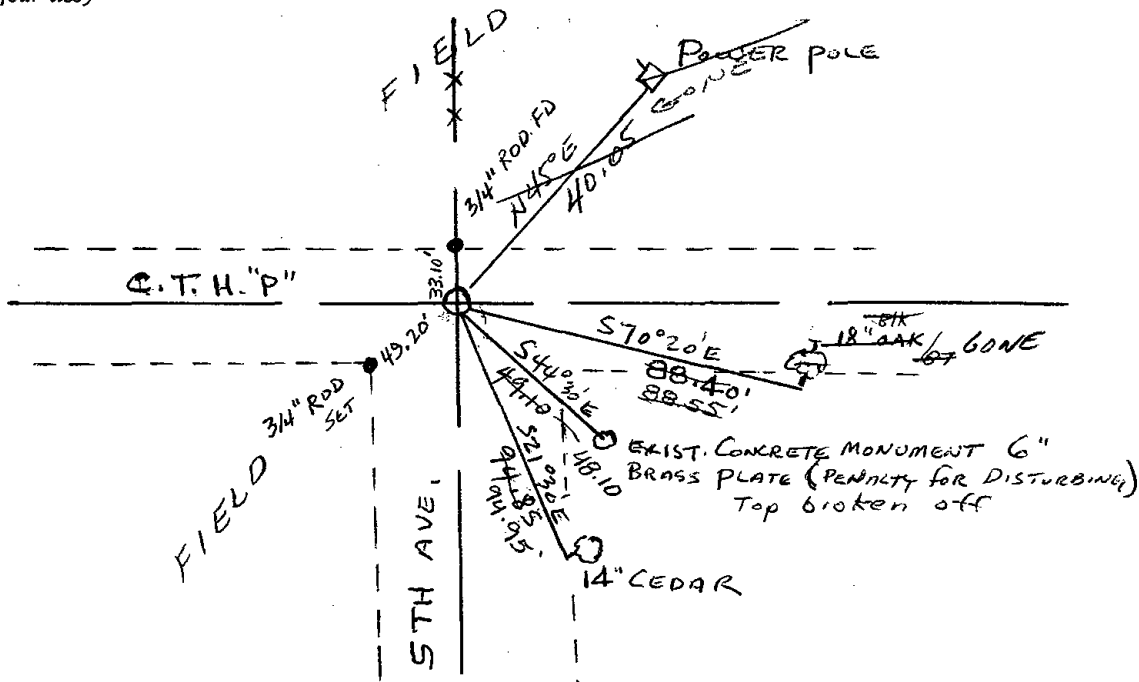 FIELD
POWER POLE
GONE
3/4" ROD FD
N45°E
40.05
33.10'
C.T.H. "P"
S70°20'E
88.40'
88.55'
BIK
18" OAK
GONE
49.20'
3/4" ROD
SET
S44°30'E
49.10
48.10
EXIST. CONCRETE MONUMENT 6"
BRASS PLATE (PENALTY FOR DISTURBING)
Top broken off
S21°30'E
94.85
94.95'
FIELD
5TH AVE.
14" CEDAR